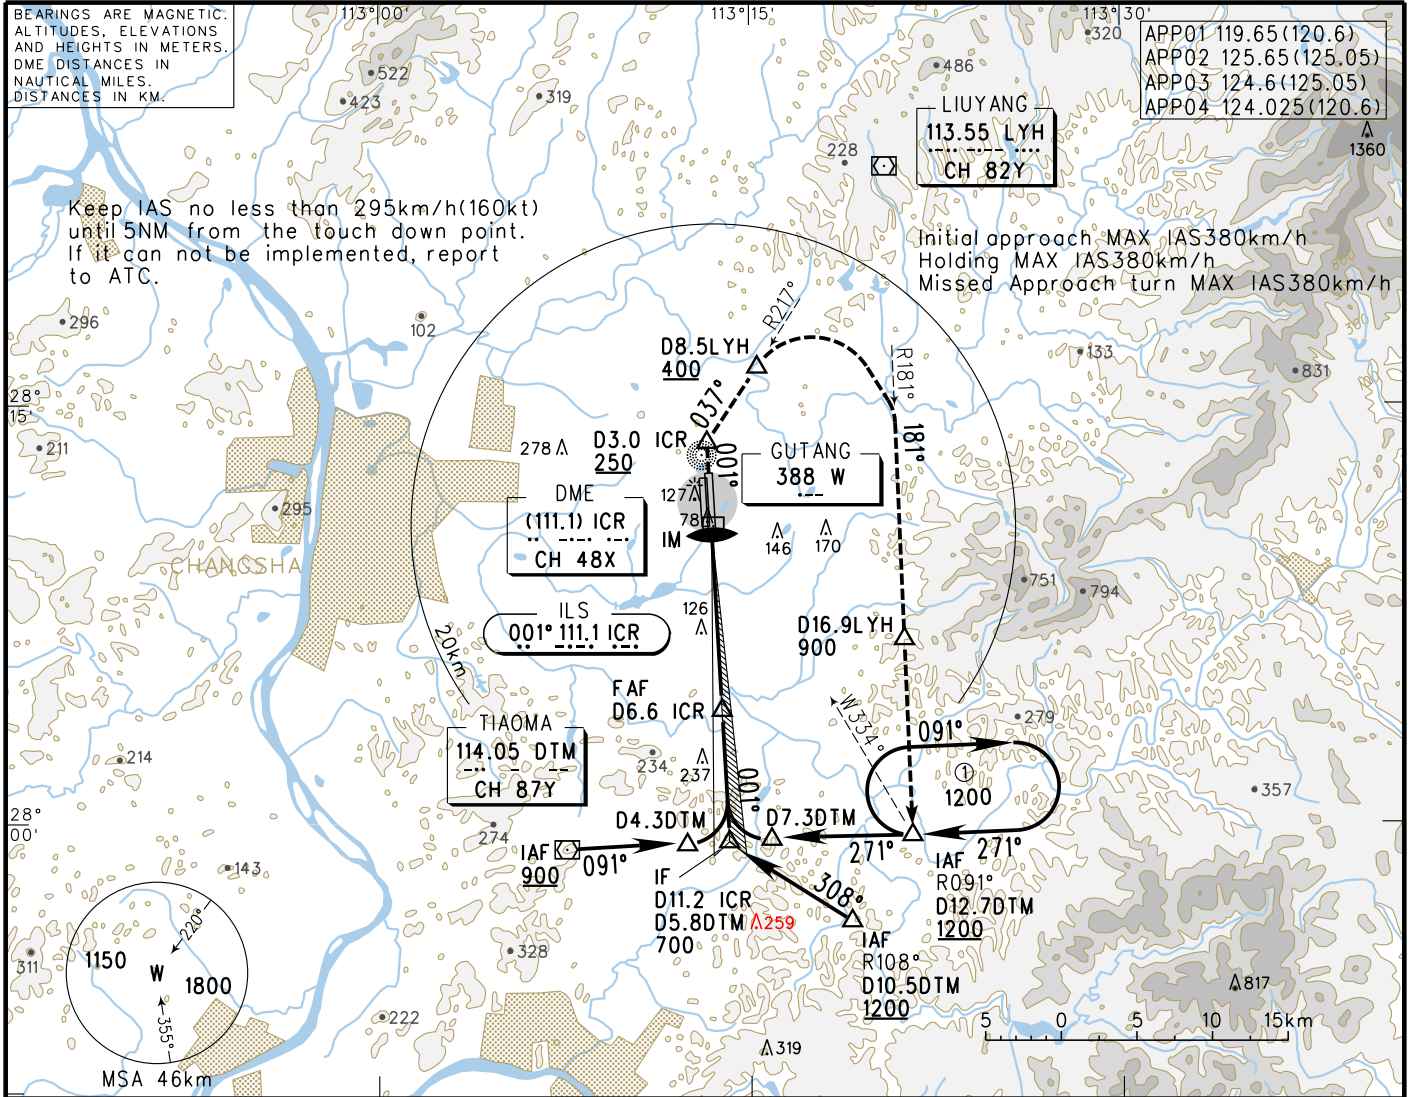 BEARINGS ARE MAGNETIC.
ALTITUDES, ELEVATIONS
AND HEIGHTS IN METERS.
DME DISTANCES IN
NAUTICAL MILES.
DISTANCES IN KM.
113°00'
113°15'
113°30'
APP01 119.65(120.6)
APP02 125.65(125.05)
APP03 124.6(125.05)
APP04 124.025(120.6)
320
522
423
319
486
1360
LIUYANG
113.55 LYH
CH 82Y
228
Keep IAS no less than 295km/h(160kt)
until 5NM from the touch down point.
If it can not be implemented, report
to ATC.
Initial approach MAX IAS380km/h
Holding MAX IAS380km/h
Missed Approach turn MAX IAS380km/h
296
102
R217°
133
831
D8.5LYH
400
R181°
28°
15'
037°
211
278
D3.0 ICR
250
001°
181°
GUTANG
388 W
DME
(111.1) ICR
CH 48X
127
78
IM
146
170
295
CHANGSHA
751
794
ILS
001° 111.1 ICR
126
20km
D16.9LYH
900
FAF
D6.6 ICR
W334°
279
091°
TIAOMA
114.05 DTM
CH 87Y
214
234
237
001°
1
1200
357
28°
00'
274
D4.3DTM
D7.3DTM
143
IAF
900
091°
271°
271°
IF
D11.2 ICR
D5.8DTM
700
259
308°
IAF
R091°
D12.7DTM
1200
IAF
R108°
D10.5DTM
1200
328
311
1150
W
1800
220°
355°
MSA 46km
222
319
817
5 0 5 10 15km